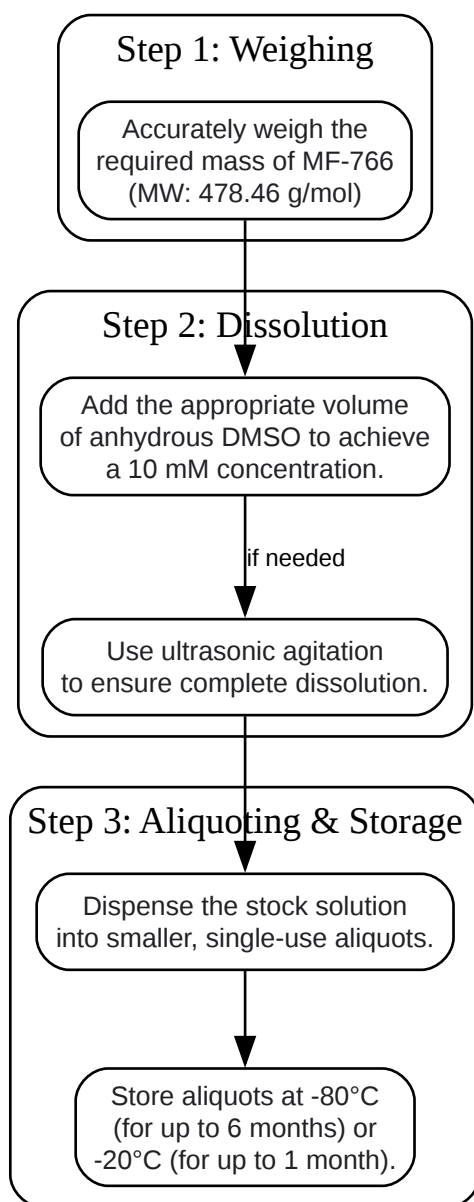 Step 1: Weighing
Accurately weigh the
required mass of MF-766
(MW: 478.46 g/mol)
Step 2: Dissolution
Add the appropriate volume
of anhydrous DMSO to achieve
a 10 mM concentration.
if needed
Use ultrasonic agitation
to ensure complete dissolution.
Step 3: Aliquoting & Storage
Dispense the stock solution
into smaller, single-use aliquots.
Store aliquots at -80°C
(for up to 6 months) or
-20°C (for up to 1 month).